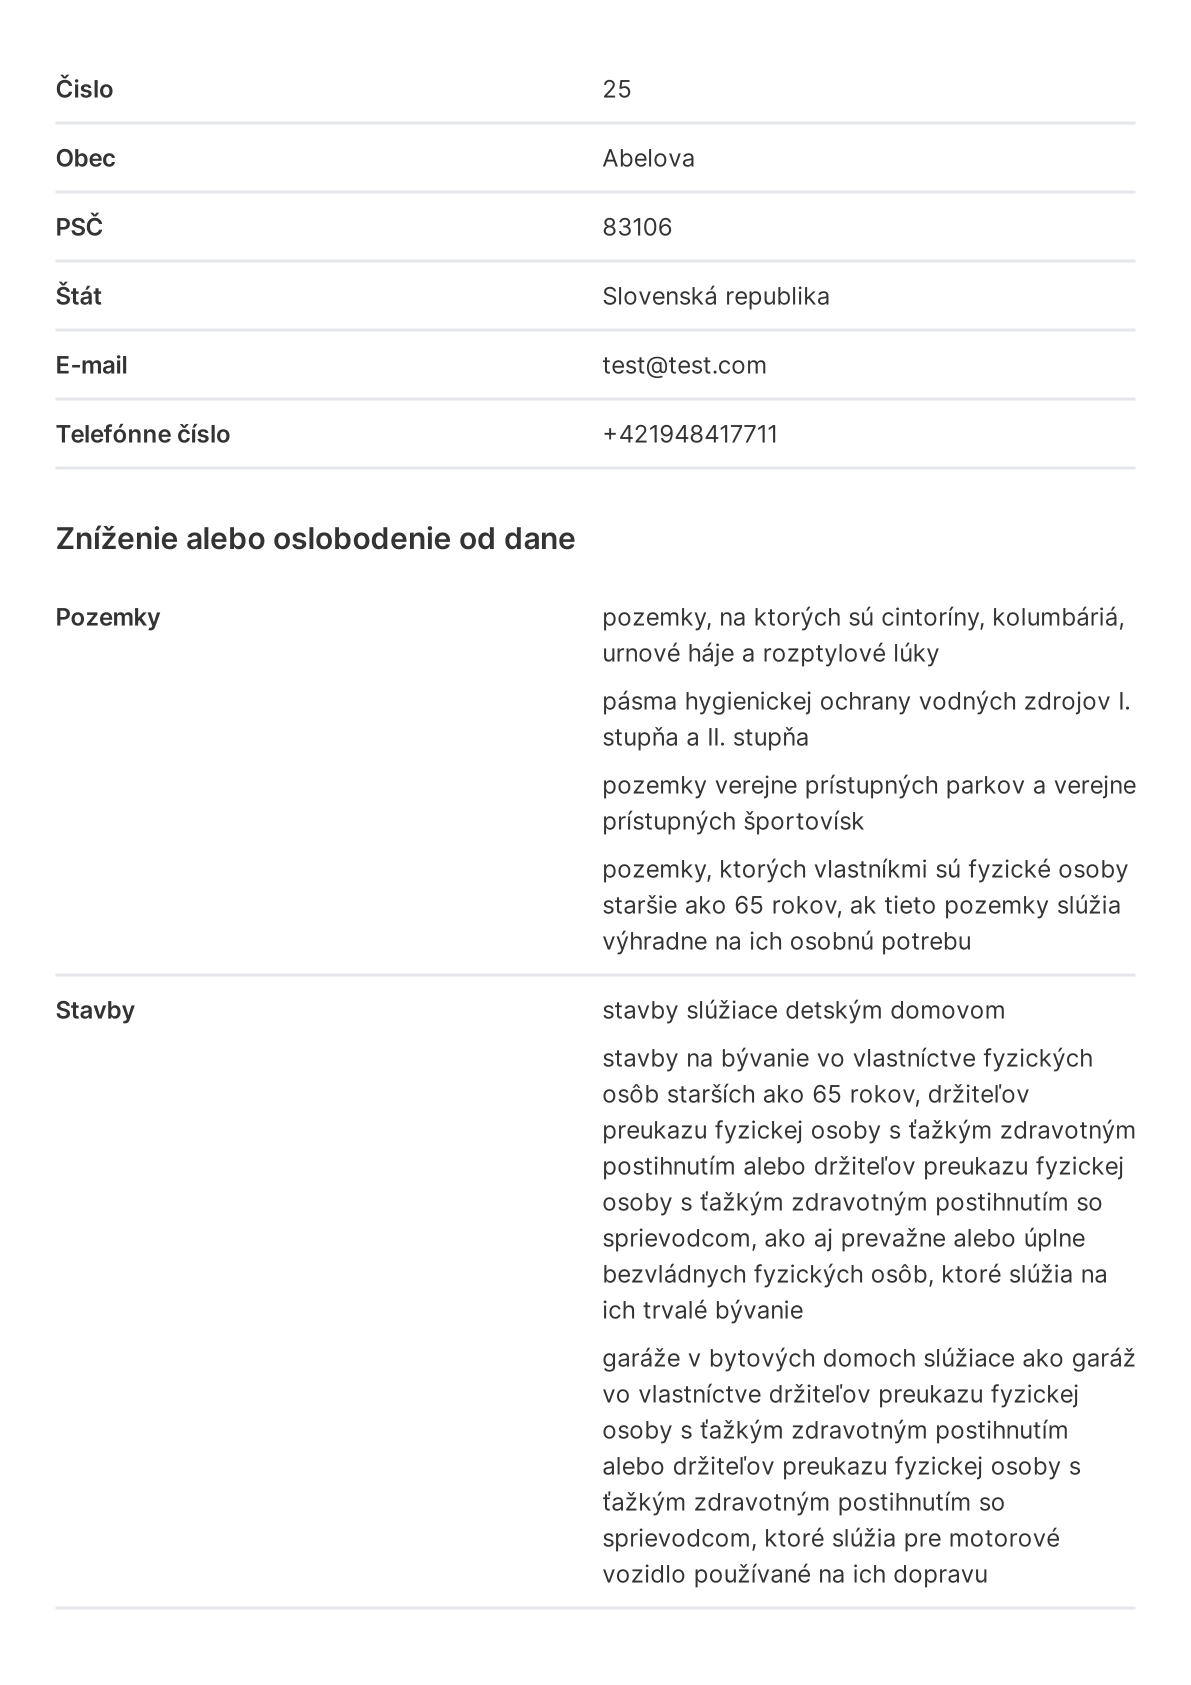 Čislo 25
Obec Abelova
PSČ 83106
Štát Slovenská republika
E-mail test@test.com
Telefónne číslo +421948417711
Zníženie alebo oslobodenie od dane
Pozemky pozemky, na ktorých sú cintoríny, kolumbáriá,
urnové háje a rozptylové lúky
pásma hygienickej ochrany vodných zdrojov I.
stupňa a II. stupňa
pozemky verejne prístupných parkov a verejne
prístupných športovísk
pozemky, ktorých vlastníkmi sú fyzické osoby
staršie ako 65 rokov, ak tieto pozemky slúžia
výhradne na ich osobnú potrebu
Stavby stavby slúžiace detským domovom
stavby na bývanie vo vlastníctve fyzických
osôb starších ako 65 rokov, držiteľov
preukazu fyzickej osoby s ťažkým zdravotným
postihnutím alebo držiteľov preukazu fyzickej
osoby s ťažkým zdravotným postihnutím so
sprievodcom, ako aj prevažne alebo úplne
bezvládnych fyzických osôb, ktoré slúžia na
ich trvalé bývanie
garáže v bytových domoch slúžiace ako garáž
vo vlastníctve držiteľov preukazu fyzickej
osoby s ťažkým zdravotným postihnutím
alebo držiteľov preukazu fyzickej osoby s
ťažkým zdravotným postihnutím so
sprievodcom, ktoré slúžia pre motorové
vozidlo používané na ich dopravu